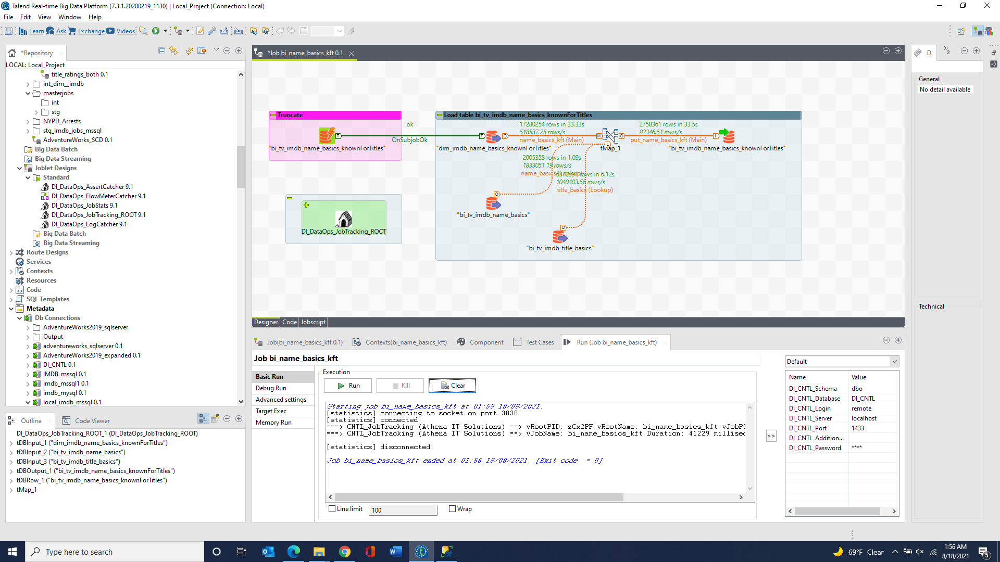 Talend Real-time Big Data Platform (7.3.1.20200219_1130) | Local_Project (Connection: Local)
File Edit View Window Help
Learn Ask Exchange Videos
*Repository
LOCAL: Local_Project
title_ratings_both 0.1
int_dim__imdb
masterjobs
int
stg
NYPD_Arrests
stg_imdb_jobs_mssql
AdventureWorks_SCD 0.1
Big Data Batch
Big Data Streaming
Joblet Designs
Standard
DI_DataOps_AssertCatcher 9.1
DI_DataOps_FlowMeterCatcher 9.1
DI_DataOps_JobStats 9.1
DI_DataOps_JobTracking_ROOT 9.1
DI_DataOps_LogCatcher 9.1
Big Data Batch
Big Data Streaming
Route Designs
Services
Contexts
Resources
Code
SQL Templates
Metadata
Db Connections
AdventureWorks2019_sqlserver
Output
adventureworks_sqlserver 0.1
AdventureWorks2019_expanded 0.1
DI_CNTL 0.1
IMDB_mssql 0.1
imdb_mssql1 0.1
imdb_mysql 0.1
local_imdb_mssql 0.1
Outline
Code Viewer
DI_DataOps_JobTracking_ROOT_1 (DI_DataOps_JobTracking_ROOT)
tDBInput_1 ("dim_imdb_name_basics_knownForTitles")
tDBInput_2 ("bi_tv_imdb_name_basics")
tDBInput_3 ("bi_tv_imdb_title_basics")
tDBOutput_1 ("bi_tv_imdb_name_basics_knownForTitles")
tDBRow_1 ("bi_tv_imdb_name_basics_knownForTitles")
tMap_1
*Job bi_name_basics_kft 0.1
Truncate
"bi_tv_imdb_name_basics_knownForTitles"
ok
OnSubjobOk
Load table bi_tv_imdb_name_basics_knownForTitles
17280254 rows in 33.33s
518537.25 rows/s
name_basics_kft (Main)
2758361 rows in 33.5s
82346.51 rows/s
put_name_basics_kft (Main)
"dim_imdb_name_basics_knownForTitles"
tMap_1
"bi_tv_imdb_name_basics_knownForTitles"
2005358 rows in 1.09s
1833051.19 rows/s
rows in 6.12s
1040403.56 rows/s
title_basics (Lookup)
"bi_tv_imdb_name_basics"
"bi_tv_imdb_title_basics"
DI_DataOps_JobTracking_ROOT
Designer Code Jobscript
Job(bi_name_basics_kft 0.1) Contexts(bi_name_basics_kft) Component Test Cases Run (Job bi_name_basics_kft)
Job bi_name_basics_kft
Basic Run
Debug Run
Advanced settings
Target Exec
Memory Run
Execution
Run Kill Clear
Starting job bi_name_basics_kft at 01:55 18/08/2021.
[statistics] connecting to socket on port 3838
[statistics] connected
===> CNTL_JobTracking (Athena IT Solutions) ==> vRootPID: zCx2PF vRootName: bi_name_basics_kft vJobPI
===> CNTL_JobTracking (Athena IT Solutions) ==> vJobName: bi_name_basics_kft Duration: 41229 millisec
[statistics] disconnected
Job bi_name_basics_kft ended at 01:56 18/08/2021. [Exit code  = 0]
Line limit 100 Wrap
>>
Default
Name Value
DI_CNTL_Schema dbo
DI_CNTL_Database DI_CNTL
DI_CNTL_Login remote
DI_CNTL_Server localhost
DI_CNTL_Port 1433
DI_CNTL_Addition...
DI_CNTL_Password ****
D
2
General
No detail available
Technical
Type here to search
69°F Clear
1:56 AM
8/18/2021
5